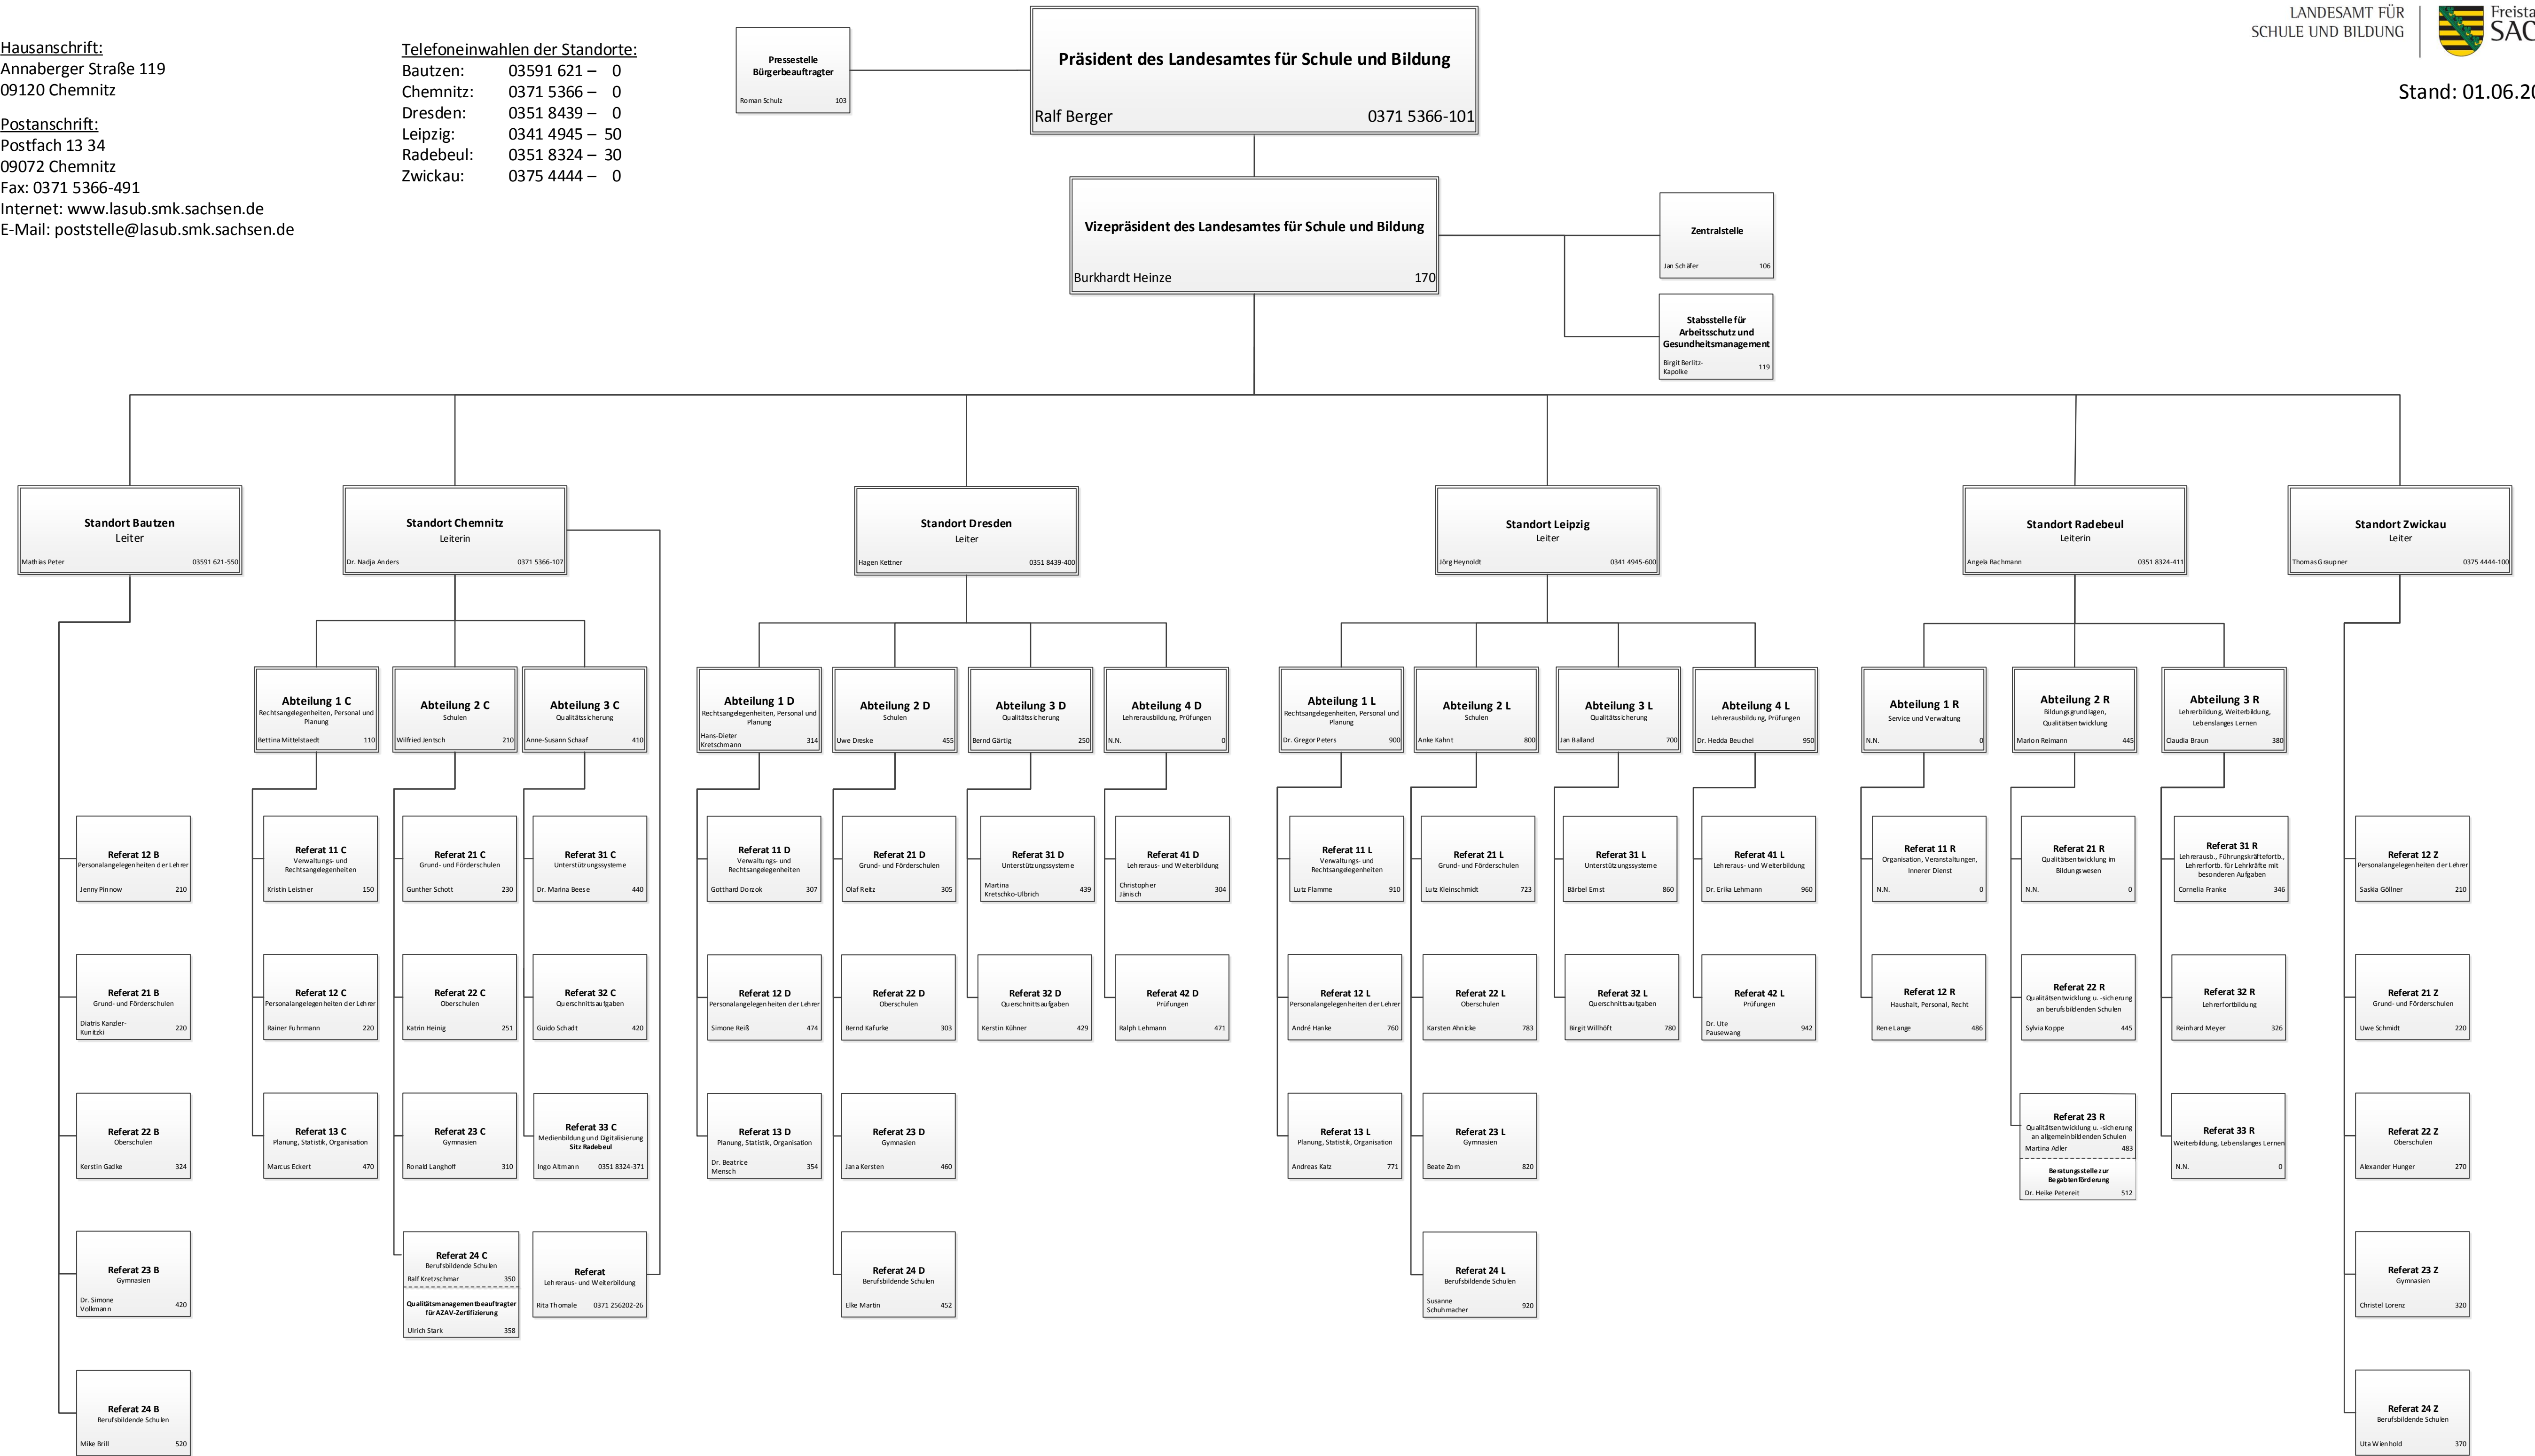 Hausanschrift:
Annaberger Straße 119
09120 Chemnitz
Postanschrift:
Postfach 13 34
09072 Chemnitz
Fax: 0371 5366-491
Internet: www.lasub.smk.sachsen.de
E-Mail: poststelle@lasub.smk.sachsen.de
Telefoneinwahlen der Standorte:
Bautzen: 03591 621 – 0
Chemnitz: 0371 5366 – 0
Dresden: 0351 8439 – 0
Leipzig: 0341 4945 – 50
Radebeul: 0351 8324 – 30
Zwickau: 0375 4444 – 0
Pressestelle
Bürgerbeauftragter
Roman Schulz 103
Präsident des Landesamtes für Schule und Bildung
Ralf Berger 0371 5366-101
LANDESAMT FÜR
SCHULE UND BILDUNG
Stand:
Vizepräsident des Landesamtes für Schule und Bildung
Burkhardt Heinze 170
Zentralstelle
Jan Schäfer 106
Stabsstelle für
Arbeitsschutz und
Gesundheitsmanagement
Birgit Berlitz-
Kapolke 119
Standort Bautzen
Leiter
Mathias Peter 03591 621-550
Standort Chemnitz
Leiterin
Dr. Nadja Anders 0371 5366-107
Standort Dresden
Leiter
Hagen Kettner 0351 8439-400
Standort Leipzig
Leiter
Jörg Heynoldt 0341 4945-600
Standort Radebeul
Leiterin
Angela Bachmann 0351 8324-411
Standort Zwickau
Leiter
Thomas Graupner 0375 4444-100
Abteilung 1 C
Rechtsangelegenheiten, Personal und
Planung
Bettina Mittelstaedt 110
Abteilung 2 C
Schulen
Wilfried Jentsch 210
Abteilung 3 C
Qualitätssicherung
Anne-Susann Schaaf 410
Abteilung 1 D
Rechtsangelegenheiten, Personal und
Planung
Hans-Dieter
Kretschmann 314
Abteilung 2 D
Schulen
Uwe Dreske 455
Abteilung 3 D
Qualitätssicherung
Bernd Gärtig 250
Abteilung 4 D
Lehrerausbildung, Prüfungen
N.N. 0
Abteilung 1 L
Rechtsangelegenheiten, Personal und
Planung
Dr. Gregor Peters 900
Abteilung 2 L
Schulen
Anke Kahnt 800
Abteilung 3 L
Qualitätssicherung
Jan Balland 700
Abteilung 4 L
Lehrerausbildung, Prüfungen
Dr. Hedda Beuchel 950
Abteilung 1 R
Service und Verwaltung
N.N. 0
Abteilung 2 R
Bildungsgrundlagen,
Qualitätsentwicklung
Marion Reimann 445
Abteilung 3 R
Lehrerbildung, Weiterbildung,
Lebenslanges Lernen
Claudia Braun 380
Referat 12 B
Personalangelegenheiten der Lehrer
Jenny Pinnow 210
Referat 11 C
Verwaltungs- und
Rechtsangelegenheiten
Kristin Leistner 150
Referat 21 C
Grund- und Förderschulen
Gunther Schott 230
Referat 31 C
Unterstützungssysteme
Dr. Marina Beese 440
Referat 11 D
Verwaltungs- und
Rechtsangelegenheiten
Gotthard Dorzok 307
Referat 21 D
Grund- und Förderschulen
Olaf Reitz 305
Referat 31 D
Unterstützungssysteme
Martina
Kretschko-Ulbrich 439
Referat 41 D
Lehreraus- und Weiterbildung
Christopher
Jänisch 304
Referat 11 L
Verwaltungs- und
Rechtsangelegenheiten
Lutz Flamme 910
Referat 21 L
Grund- und Förderschulen
Lutz Kleinschmidt 723
Referat 31 L
Unterstützungssysteme
Bärbel Ernst 860
Referat 41 L
Lehreraus- und Weiterbildung
Dr. Erika Lehmann 960
Referat 11 R
Organisation, Veranstaltungen,
Innerer Dienst
N.N. 0
Referat 21 R
Qualitätsentwicklung im
Bildungswesen
N.N. 0
Referat 31 R
Lehrerausb., Führungskräftefortb.,
Lehrerfortb. für Lehrkräfte mit
besonderen Aufgaben
Cornelia Franke 346
Referat 12 Z
Personalangelegenheiten der Lehrer
Saskia Göllner 210
Referat 21 B
Grund- und Förderschulen
Diatris Kanzler-
Kunitzki 220
Referat 12 C
Personalangelegenheiten der Lehrer
Rainer Fuhrmann 220
Referat 22 C
Oberschulen
Katrin Heinig 251
Referat 32 C
Querschnittsaufgaben
Guido Schadt 420
Referat 12 D
Personalangelegenheiten der Lehrer
Simone Reiß 474
Referat 22 D
Oberschulen
Bernd Kafurke 303
Referat 32 D
Querschnittsaufgaben
Kerstin Kühner 429
Referat 42 D
Prüfungen
Ralph Lehmann 471
Referat 12 L
Personalangelegenheiten der Lehrer
André Hanke 760
Referat 22 L
Oberschulen
Karsten Ahnicke 783
Referat 32 L
Querschnittsaufgaben
Birgit Willhöft 780
Referat 42 L
Prüfungen
Dr. Ute
Pausewang 942
Referat 12 R
Haushalt, Personal, Recht
Rene Lange 486
Referat 22 R
Qualitätsentwicklung u. -sicherung
an berufsbildenden Schulen
Sylvia Koppe 445
Referat 32 R
Lehrerfortbildung
Reinhard Meyer 326
Referat 21 Z
Grund- und Förderschulen
Uwe Schmidt 220
Referat 22 B
Oberschulen
Kerstin Gadke 324
Referat 13 C
Planung, Statistik, Organisation
Marcus Eckert 470
Referat 23 C
Gymnasien
Ronald Langhoff 310
Referat 33 C
Medienbildung und Digitalisierung
Sitz Radebeul
Ingo Altmann 0351 8324-371
Referat 13 D
Planung, Statistik, Organisation
Dr. Beatrice
Mensch 354
Referat 23 D
Gymnasien
Jana Kersten 460
Referat 13 L
Planung, Statistik, Organisation
Andreas Katz 771
Referat 23 L
Gymnasien
Beate Zorn 820
Referat 23 R
Qualitätsentwicklung u. -sicherung
an allgemeinbildenden Schulen
Martina Adler 483
Beratungsstelle zur
Begabtenförderung
Dr. Heike Petereit 512
Referat 33 R
Weiterbildung, Lebenslanges Lernen
N.N. 0
Referat 22 Z
Oberschulen
Alexander Hunger 270
Referat 23 B
Gymnasien
Dr. Simone
Volkmann 420
Referat 24 C
Berufsbildende Schulen
Ralf Kretzschmar 350
Qualitätsmanagementbeauftragter
für AZAV-Zertifizierung
Ulrich Stark 358
Referat
Lehreraus- und Weiterbildung
Rita Thomale 0371 256202-26
Referat 24 D
Berufsbildende Schulen
Elke Martin 452
Referat 24 L
Berufsbildende Schulen
Susanne
Schuhmacher 920
Referat 23 Z
Gymnasien
Christel Lorenz 320
Referat 24 B
Berufsbildende Schulen
Mike Brill 520
Referat 24 Z
Berufsbildende Schulen
Uta Wienhold 370